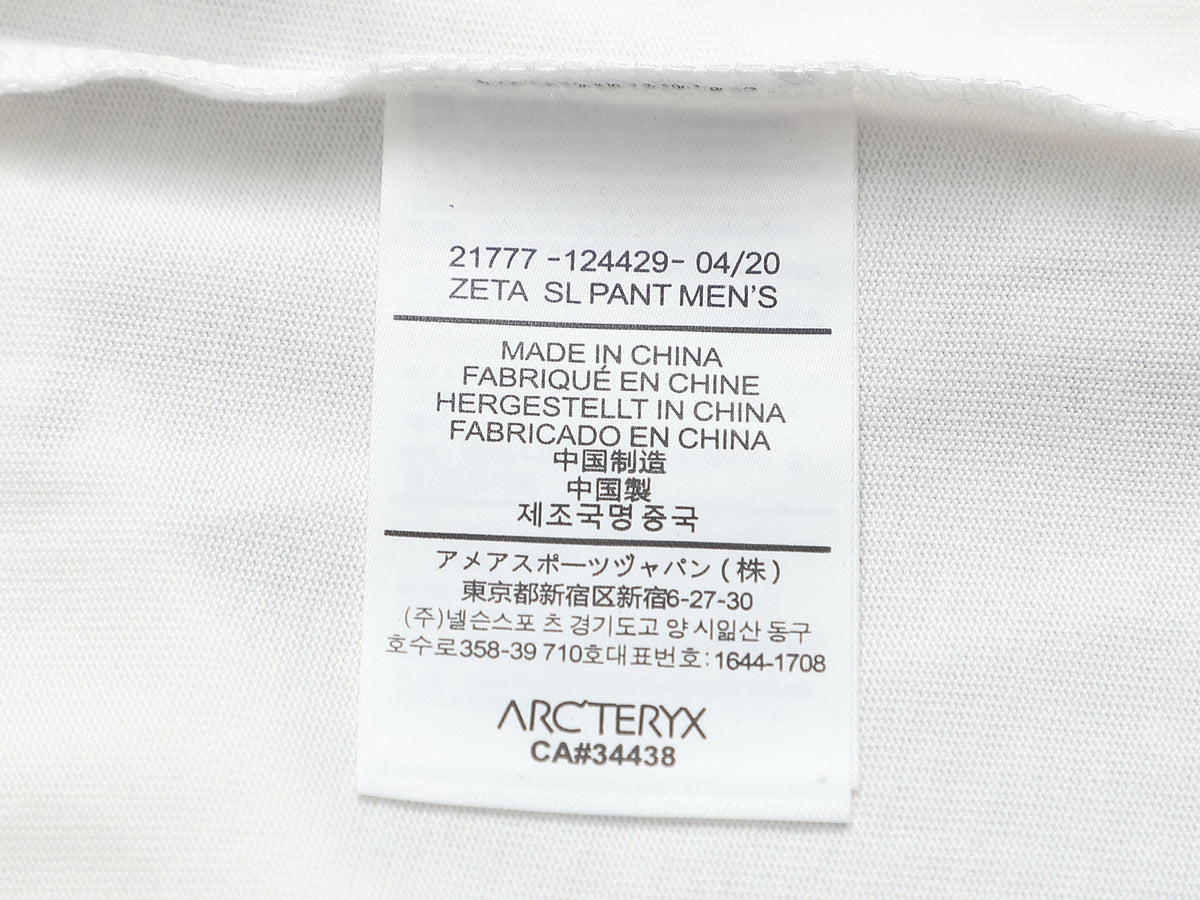 21777 -124429- 04/20
ZETA SL PANT MEN'S
MADE IN CHINA
FABRIQUÉ EN CHINE
HERGESTELLT IN CHINA
FABRICADO EN CHINA
中国制造
中国製
제조국명 중국
アメアスポーツヅャパン (株)
東京都新宿区新宿6-27-30
(주)넬슨스포 츠 경기도고 양 시읿산 동구
호수로358-39 710호대표번호: 1644-1708
ARC'TERYX
CA#34438